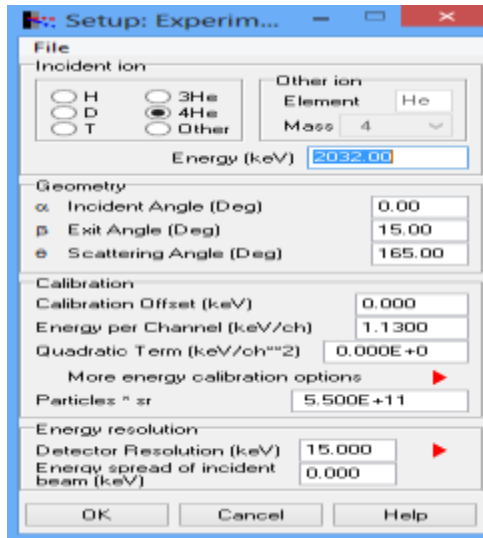 Setup: Experim...
File
Incident ion
H
3He
D
4He
T
Other
Other ion
Element He
Mass 4
Energy (keV) 2032.00
Geometry
α Incident Angle (Deg) 0.00
β Exit Angle (Deg) 15.00
θ Scattering Angle (Deg) 165.00
Calibration
Calibration Offset (keV) 0.000
Energy per Channel (keV/ch) 1.1300
Quadratic Term (keV/ch**2) 0.000E+0
More energy calibration options
Particles * sr 5.500E+11
Energy resolution
Detector Resolution (keV) 15.000
Energy spread of incident
beam (keV) 0.000
OK Cancel Help